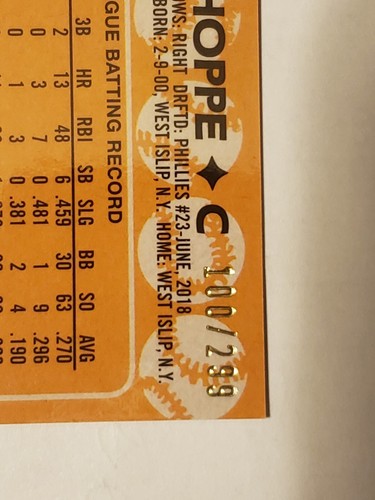 HOPPE ✦ C
100/299
OWS: RIGHT DRFTD: PHILLIES #23-JUNE, 2018
BORN: 2-9-00, WEST ISLIP, N.Y. HOME: WEST ISLIP, N.Y.
GUE BATTING RECORD
3B HR RBI SB SLG BB SO AVG
2 13 48 6 .459 30 63 .270
0 3 7 0 .481 1 9 .296
0 1 3 0 .381 2 4 .190